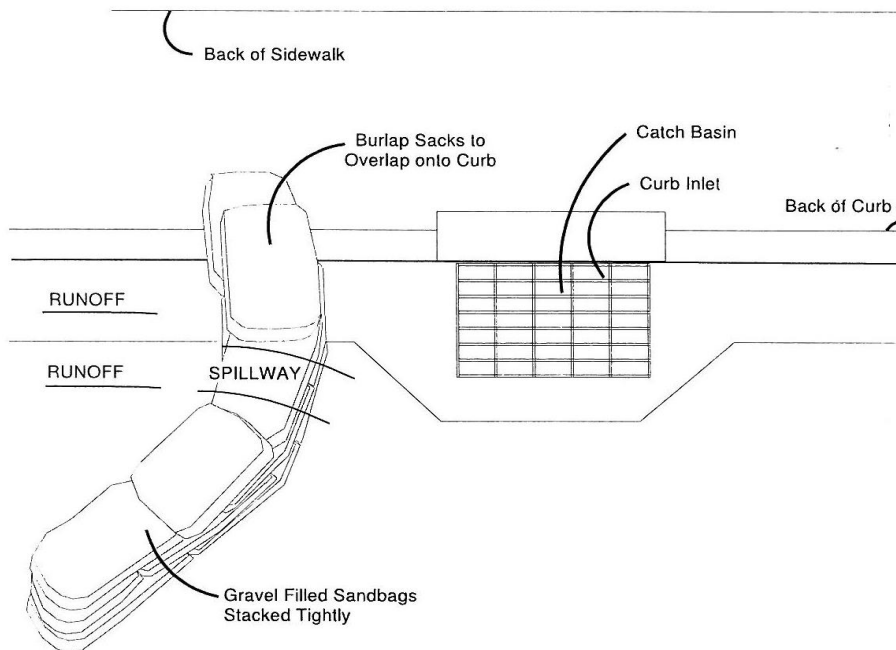 Back of Sidewalk
Burlap Sacks to
Overlap onto Curb
Catch Basin
Curb Inlet
Back of Curb
RUNOFF
RUNOFF
SPILLWAY
Gravel Filled Sandbags
Stacked Tightly